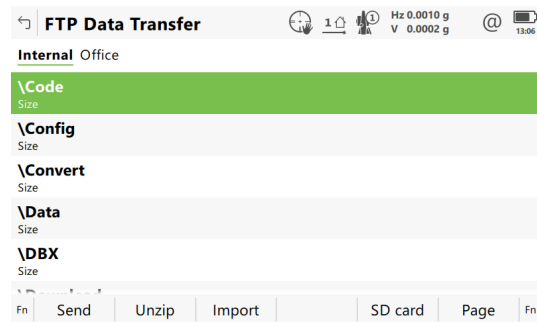 FTP Data Transfer
1
1
Hz 0.0010 g
V 0.0002 g
@
13:06
Internal Office
\Code
Size
\Config
Size
\Convert
Size
\Data
Size
\DBX
Size
Fn Send Unzip Import SD card Page Fn